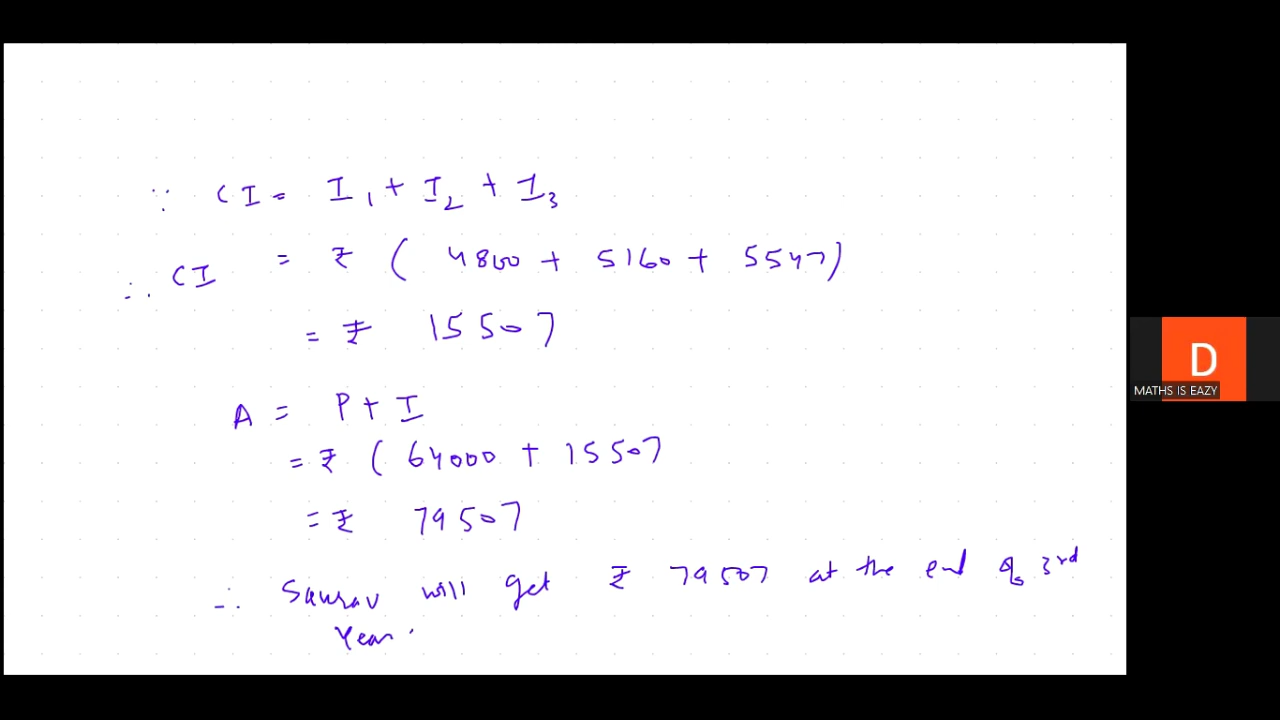 ∵ CI = I₁ + I₂ + I₃
∴ CI = ₹ ( 4800 + 5160 + 5547)
= ₹ 15507
A = P + I
= ₹ ( 64000 + 15507
= ₹ 79507
∴ Saurav will get ₹ 79507 at the end of 3rd
Year.
D
MATHS IS EAZY